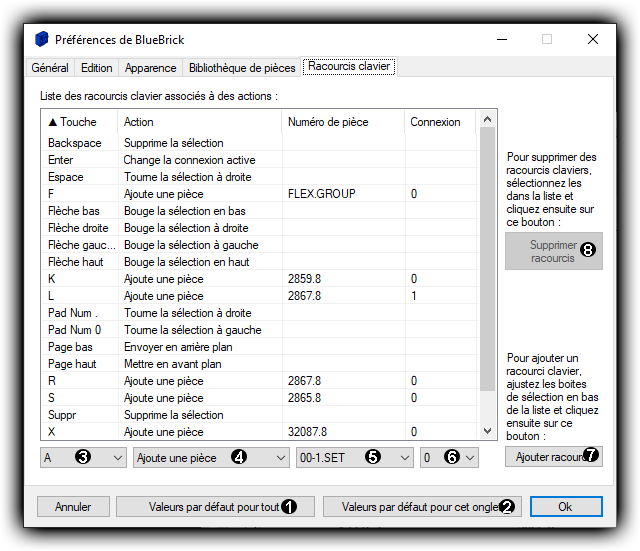 Préférences de BlueBrick
Général Edition Apparence Bibliothèque de pièces Racourcis clavier
Liste des racourcis clavier associés à des actions :
▲ Touche Action Numéro de pièce Connexion
Backspace Supprime la sélection
Enter Change la connexion active
Espace Tourne la sélection à droite
F Ajoute une pièce FLEX.GROUP 0
Flèche bas Bouge la sélection en bas
Flèche droite Bouge la sélection à droite
Flèche gauc... Bouge la sélection à gauche
Flèche haut Bouge la sélection en haut
K Ajoute une pièce 2859.8 0
L Ajoute une pièce 2867.8 1
Pad Num . Tourne la sélection à droite
Pad Num 0 Tourne la sélection à gauche
Page bas Envoyer en arrière plan
Page haut Mettre en avant plan
R Ajoute une pièce 2867.8 0
S Ajoute une pièce 2865.8 0
Suppr Supprime la sélection
X Ajoute une pièce 32087.8 0
Pour supprimer des
racourcis claviers,
sélectionnez les
dans la liste et
cliquez ensuite sur
ce bouton :
Supprimer
racourcis 8
Pour ajouter un
racourci clavier,
ajustez les boites
de sélection en bas
de la liste et cliquez
ensuite sur ce
bouton :
A 3 Ajoute une pièce 4 00-1.SET 5 0 6 Ajouter racourci 7
Annuler Valeurs par défaut pour tout 1 Valeurs par défaut pour cet onglet 2 Ok